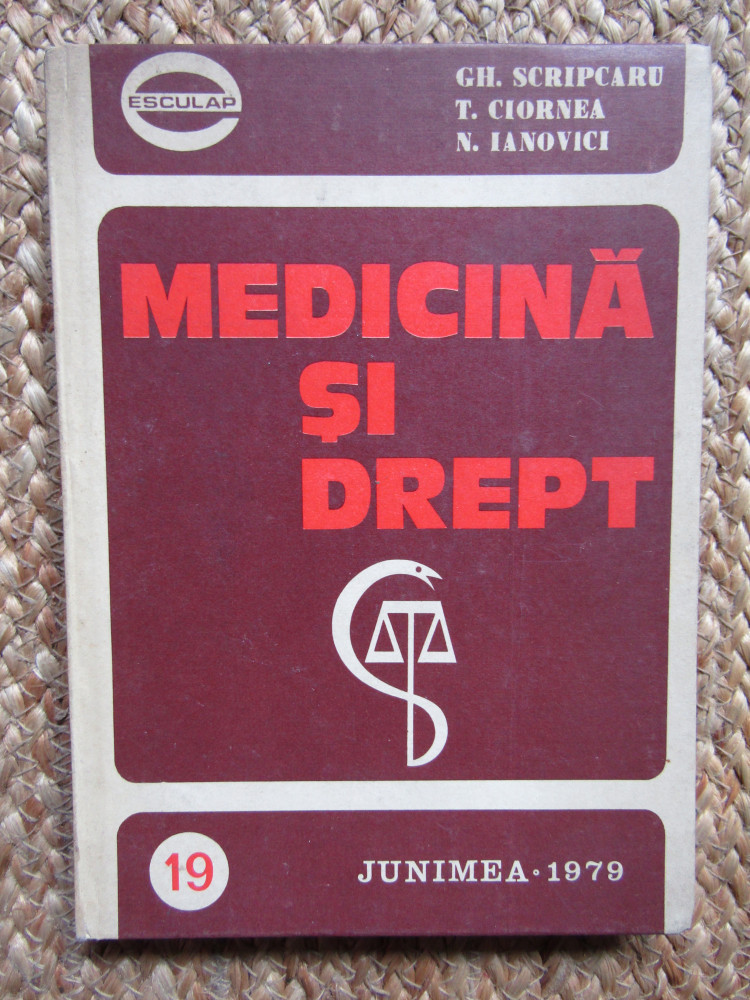 ESCULAP
GH. SCRIPCARU
T. CIORNEA
N. IANOVICI
MEDICINĂ
ŞI
DREPT
19
JUNIMEA • 1979